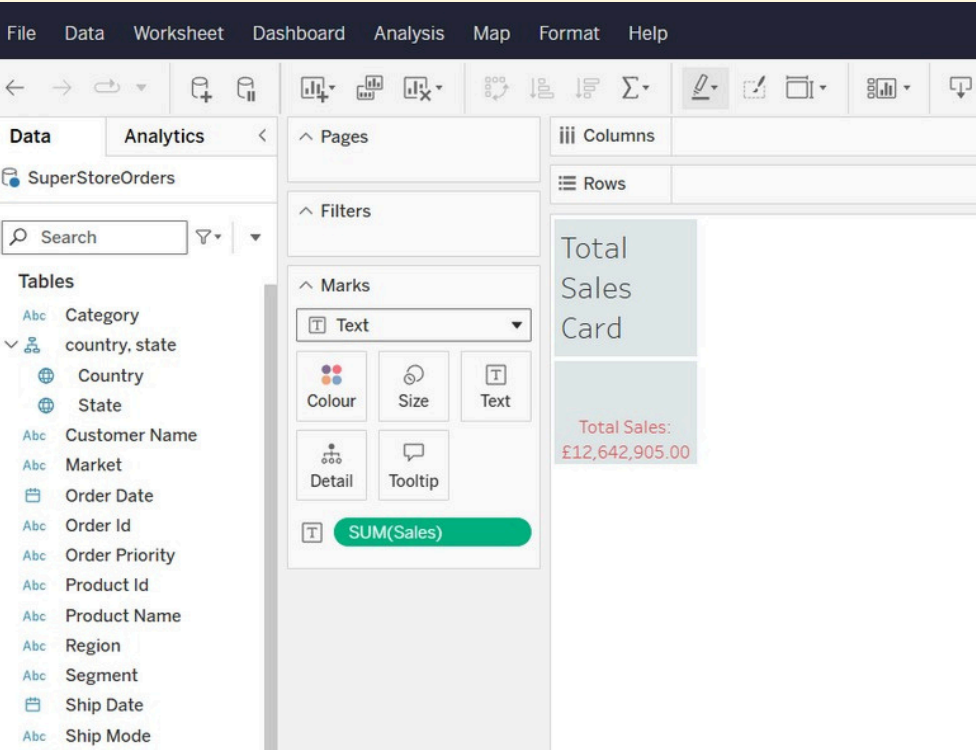 File Data Worksheet Dashboard Analysis Map Format Help
Data Analytics
SuperStoreOrders
Search
Tables
Abc Category
country, state
Country
State
Abc Customer Name
Abc Market
Order Date
Abc Order Id
Abc Order Priority
Abc Product Id
Abc Product Name
Abc Region
Abc Segment
Ship Date
Abc Ship Mode
Pages
Filters
Marks
T Text
Colour Size T Text
Detail Tooltip
T SUM(Sales)
iii Columns
Rows
Total
Sales
Card
Total Sales:
£12,642,905.00